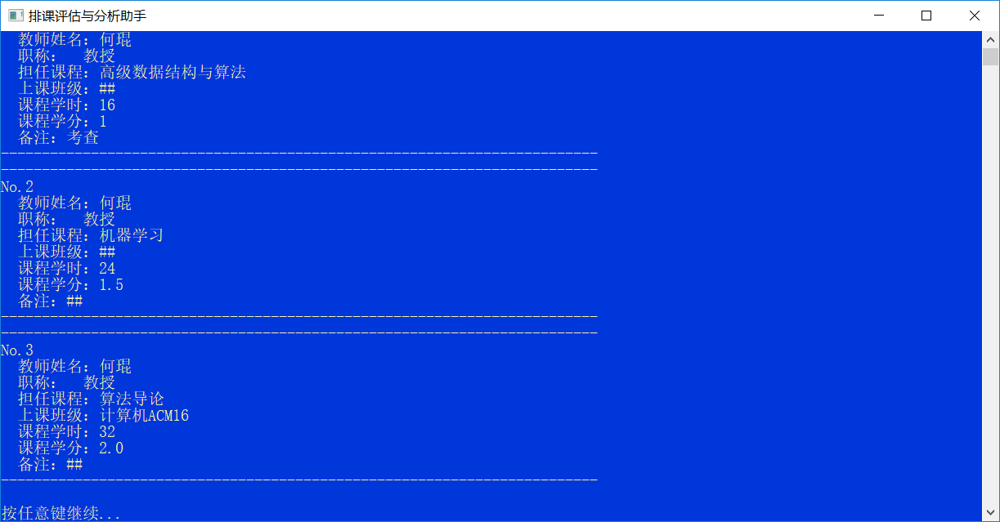 排课评估与分析助手
教师姓名：何琨
职称：  教授
担任课程：高级数据结构与算法
上课班级：##
课程学时：16
课程学分：1
备注：考查
-------------------------------------------------------------------------
-------------------------------------------------------------------------
No.2
教师姓名：何琨
职称：  教授
担任课程：机器学习
上课班级：##
课程学时：24
课程学分：1.5
备注：##
-------------------------------------------------------------------------
-------------------------------------------------------------------------
No.3
教师姓名：何琨
职称：  教授
担任课程：算法导论
上课班级：计算机ACM16
课程学时：32
课程学分：2.0
备注：##
-------------------------------------------------------------------------
按任意键继续...